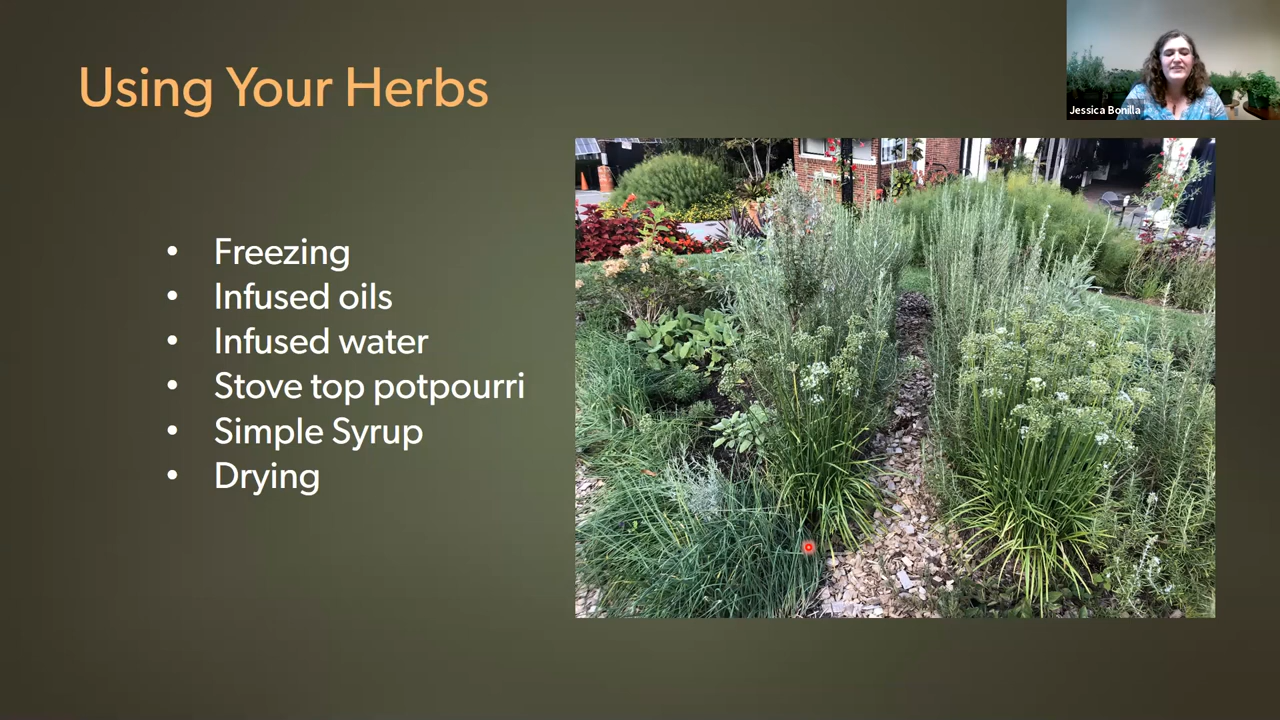 Using Your Herbs
Jessica Bonilla
• Freezing
• Infused oils
• Infused water
• Stove top potpourri
• Simple Syrup
• Drying